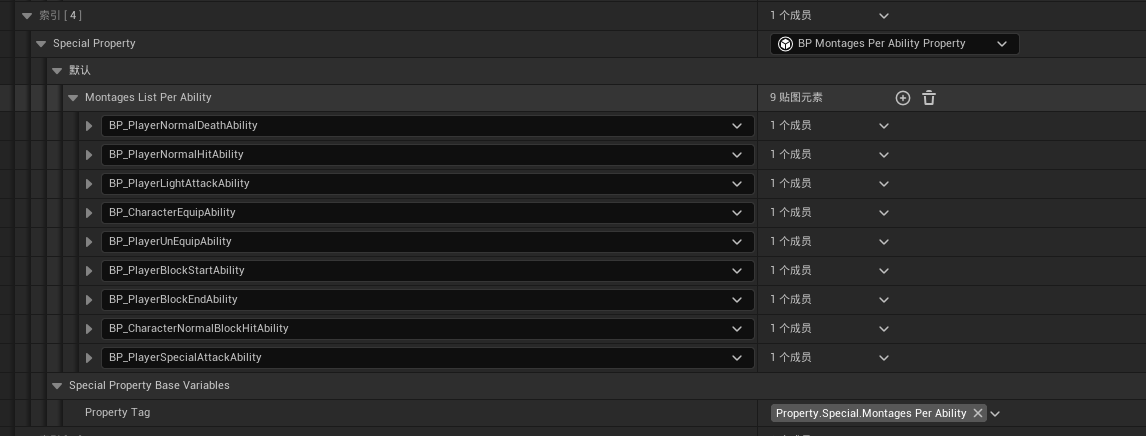 索引 [ 4 ] 1 个成员
Special Property BP Montages Per Ability Property
默认
Montages List Per Ability 9 贴图元素
BP_PlayerNormalDeathAbility 1 个成员
BP_PlayerNormalHitAbility 1 个成员
BP_PlayerLightAttackAbility 1 个成员
BP_CharacterEquipAbility 1 个成员
BP_PlayerUnEquipAbility 1 个成员
BP_PlayerBlockStartAbility 1 个成员
BP_PlayerBlockEndAbility 1 个成员
BP_CharacterNormalBlockHitAbility 1 个成员
BP_PlayerSpecialAttackAbility 1 个成员
Special Property Base Variables
Property Tag Property.Special.Montages Per Ability